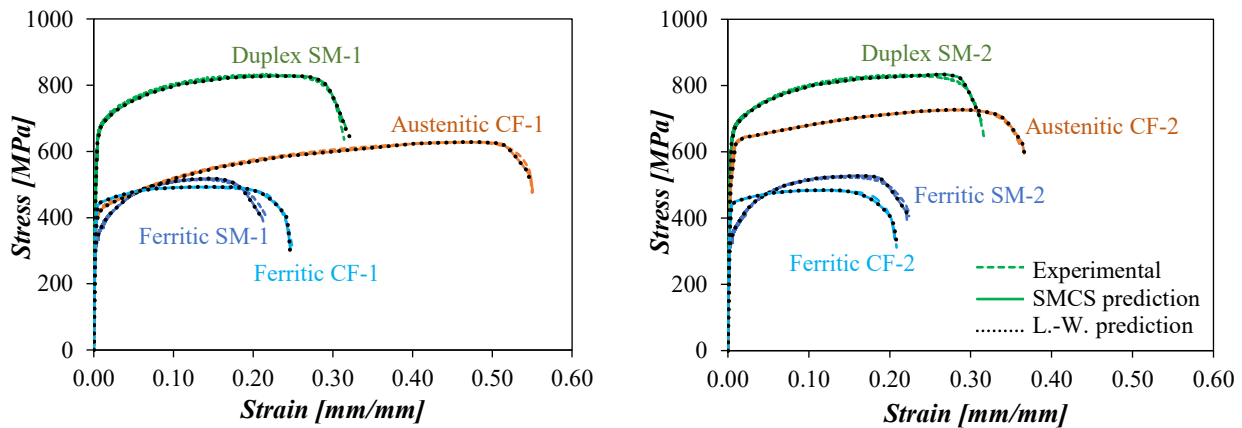 1000
800
600
400
200
0
Stress [MPa]
Duplex SM-1
Austenitic CF-1
Ferritic SM-1
Ferritic CF-1
0.00 0.10 0.20 0.30 0.40 0.50 0.60
Strain [mm/mm]
1000
800
600
400
200
0
Stress [MPa]
Duplex SM-2
Austenitic CF-2
Ferritic SM-2
Ferritic CF-2
Experimental
SMCS prediction
L.-W. prediction
0.00 0.10 0.20 0.30 0.40 0.50 0.60
Strain [mm/mm]